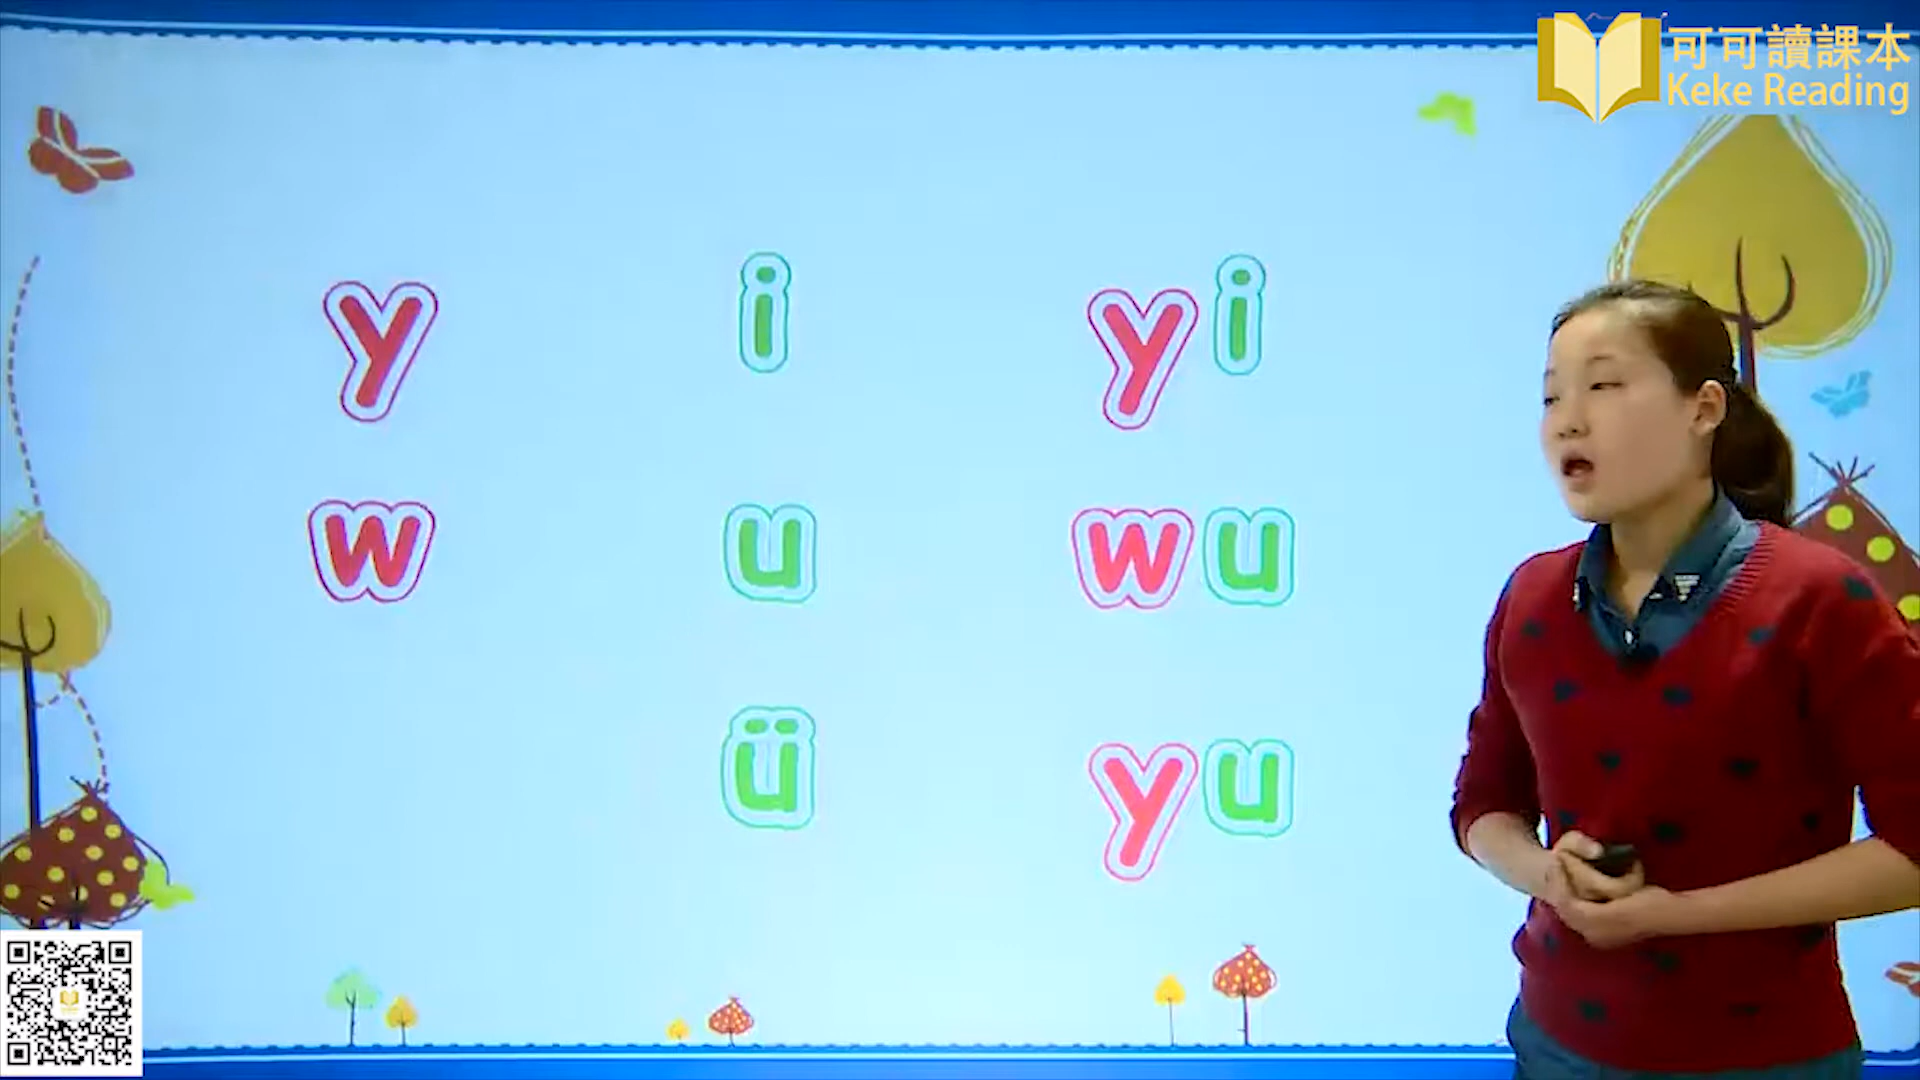 可可讀課本
Keke Reading
y i yi
w u wu
ü yu